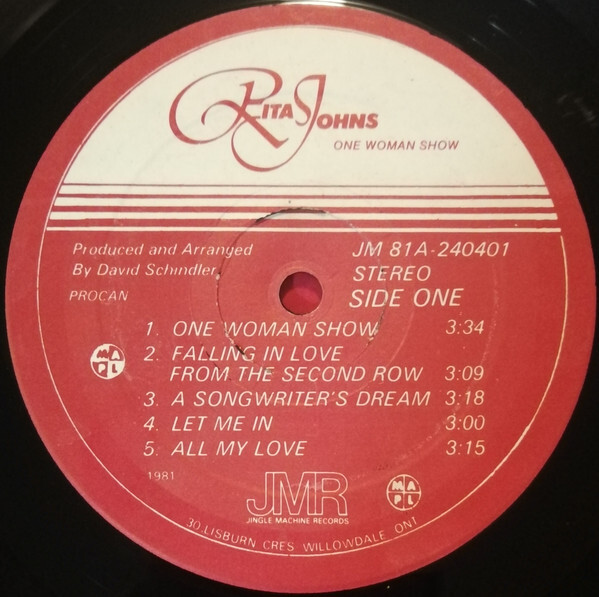 RITA JOHNS
ONE WOMAN SHOW
Produced and Arranged
By David Schindler
PROCAN
JM 81A-240401
STEREO
SIDE ONE
1. ONE WOMAN SHOW 3:34
2. FALLING IN LOVE
FROM THE SECOND ROW 3:09
3. A SONGWRITER'S DREAM 3:18
4. LET ME IN 3:00
5. ALL MY LOVE 3:15
M A P L
1981
JMR
JINGLE MACHINE RECORDS
M A P L
30 LISBURN CRES WILLOWDALE ONT